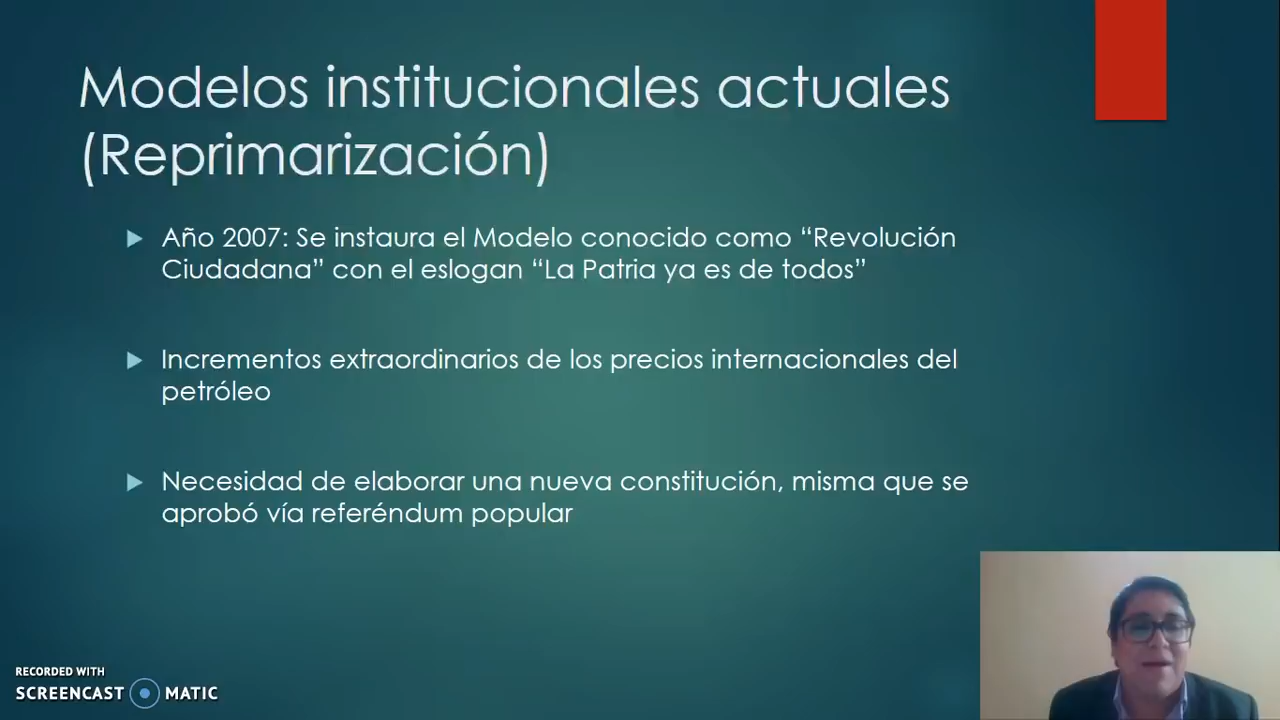 Modelos institucionales actuales
(Reprimarización)
Año 2007: Se instaura el Modelo conocido como “Revolución
Ciudadana” con el eslogan “La Patria ya es de todos”
Incrementos extraordinarios de los precios internacionales del
petróleo
Necesidad de elaborar una nueva constitución, misma que se
aprobó vía referéndum popular
RECORDED WITH
SCREENCAST MATIC